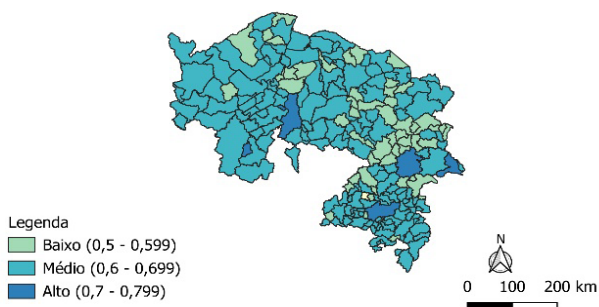 Legenda
Baixo (0,5 - 0,599)
Médio (0,6 - 0,699)
Alto (0,7 - 0,799)
N
0 100 200 km